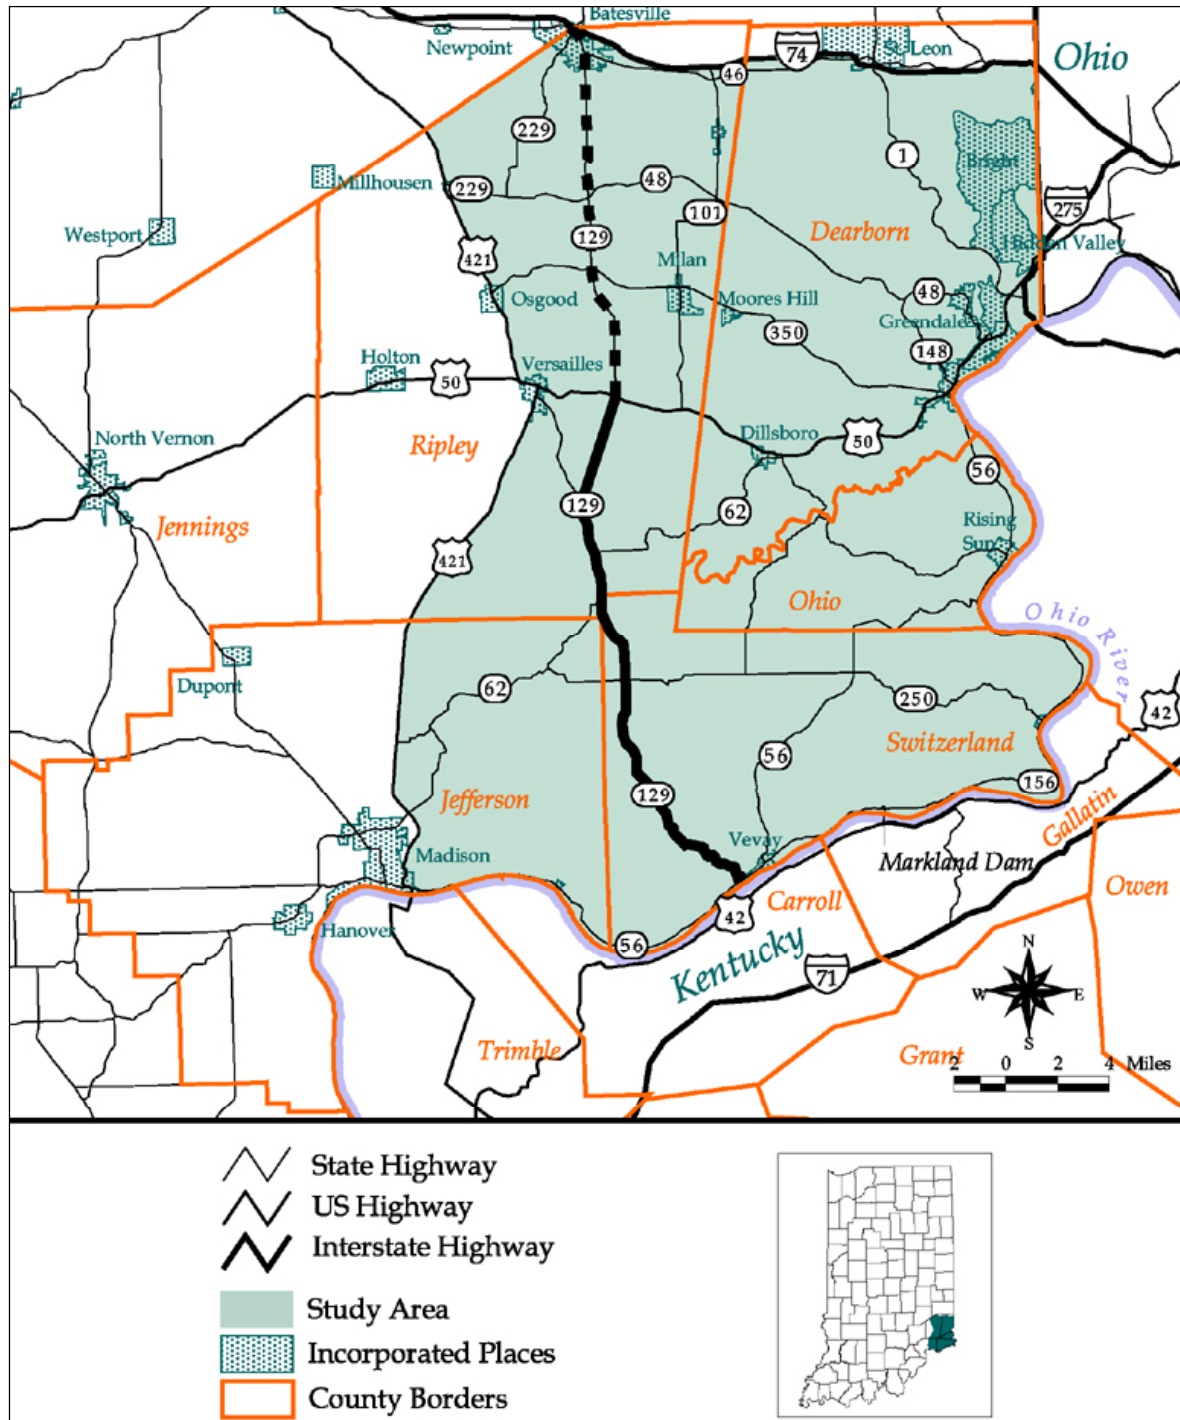 Batesville
Newpoint
74
St. Leon
Ohio
46
229
1
Bright
Millhousen
229
48
275
101
Westport
129
Dearborn
Hidden Valley
421
Milan
Osgood
48
Moores Hill
Greendale
350
148
Holton
Versailles
50
North Vernon
Dillsboro
50
Ripley
56
129
62
Jennings
Rising
Sun
421
Ohio
Ohio River
Dupont
62
250
42
Switzerland
56
156
129
Jefferson
Gallatin
Vevay
Madison
Markland Dam
Owen
Carroll
42
Hanover
56
Kentucky
71
N
W
E
S
Trimble
Grant
2 0 2 4 Miles
State Highway
US Highway
Interstate Highway
Study Area
Incorporated Places
County Borders